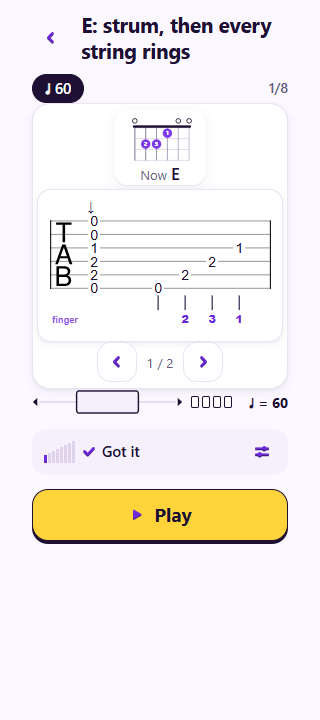 E: strum, then every
string rings
♩ 60
1/8
1
2 3
Now E
↓
TAB
0
0
1
2
2
0
0
2
2
1
finger
2 3 1
1 / 2
♩ = 60
Got it
Play